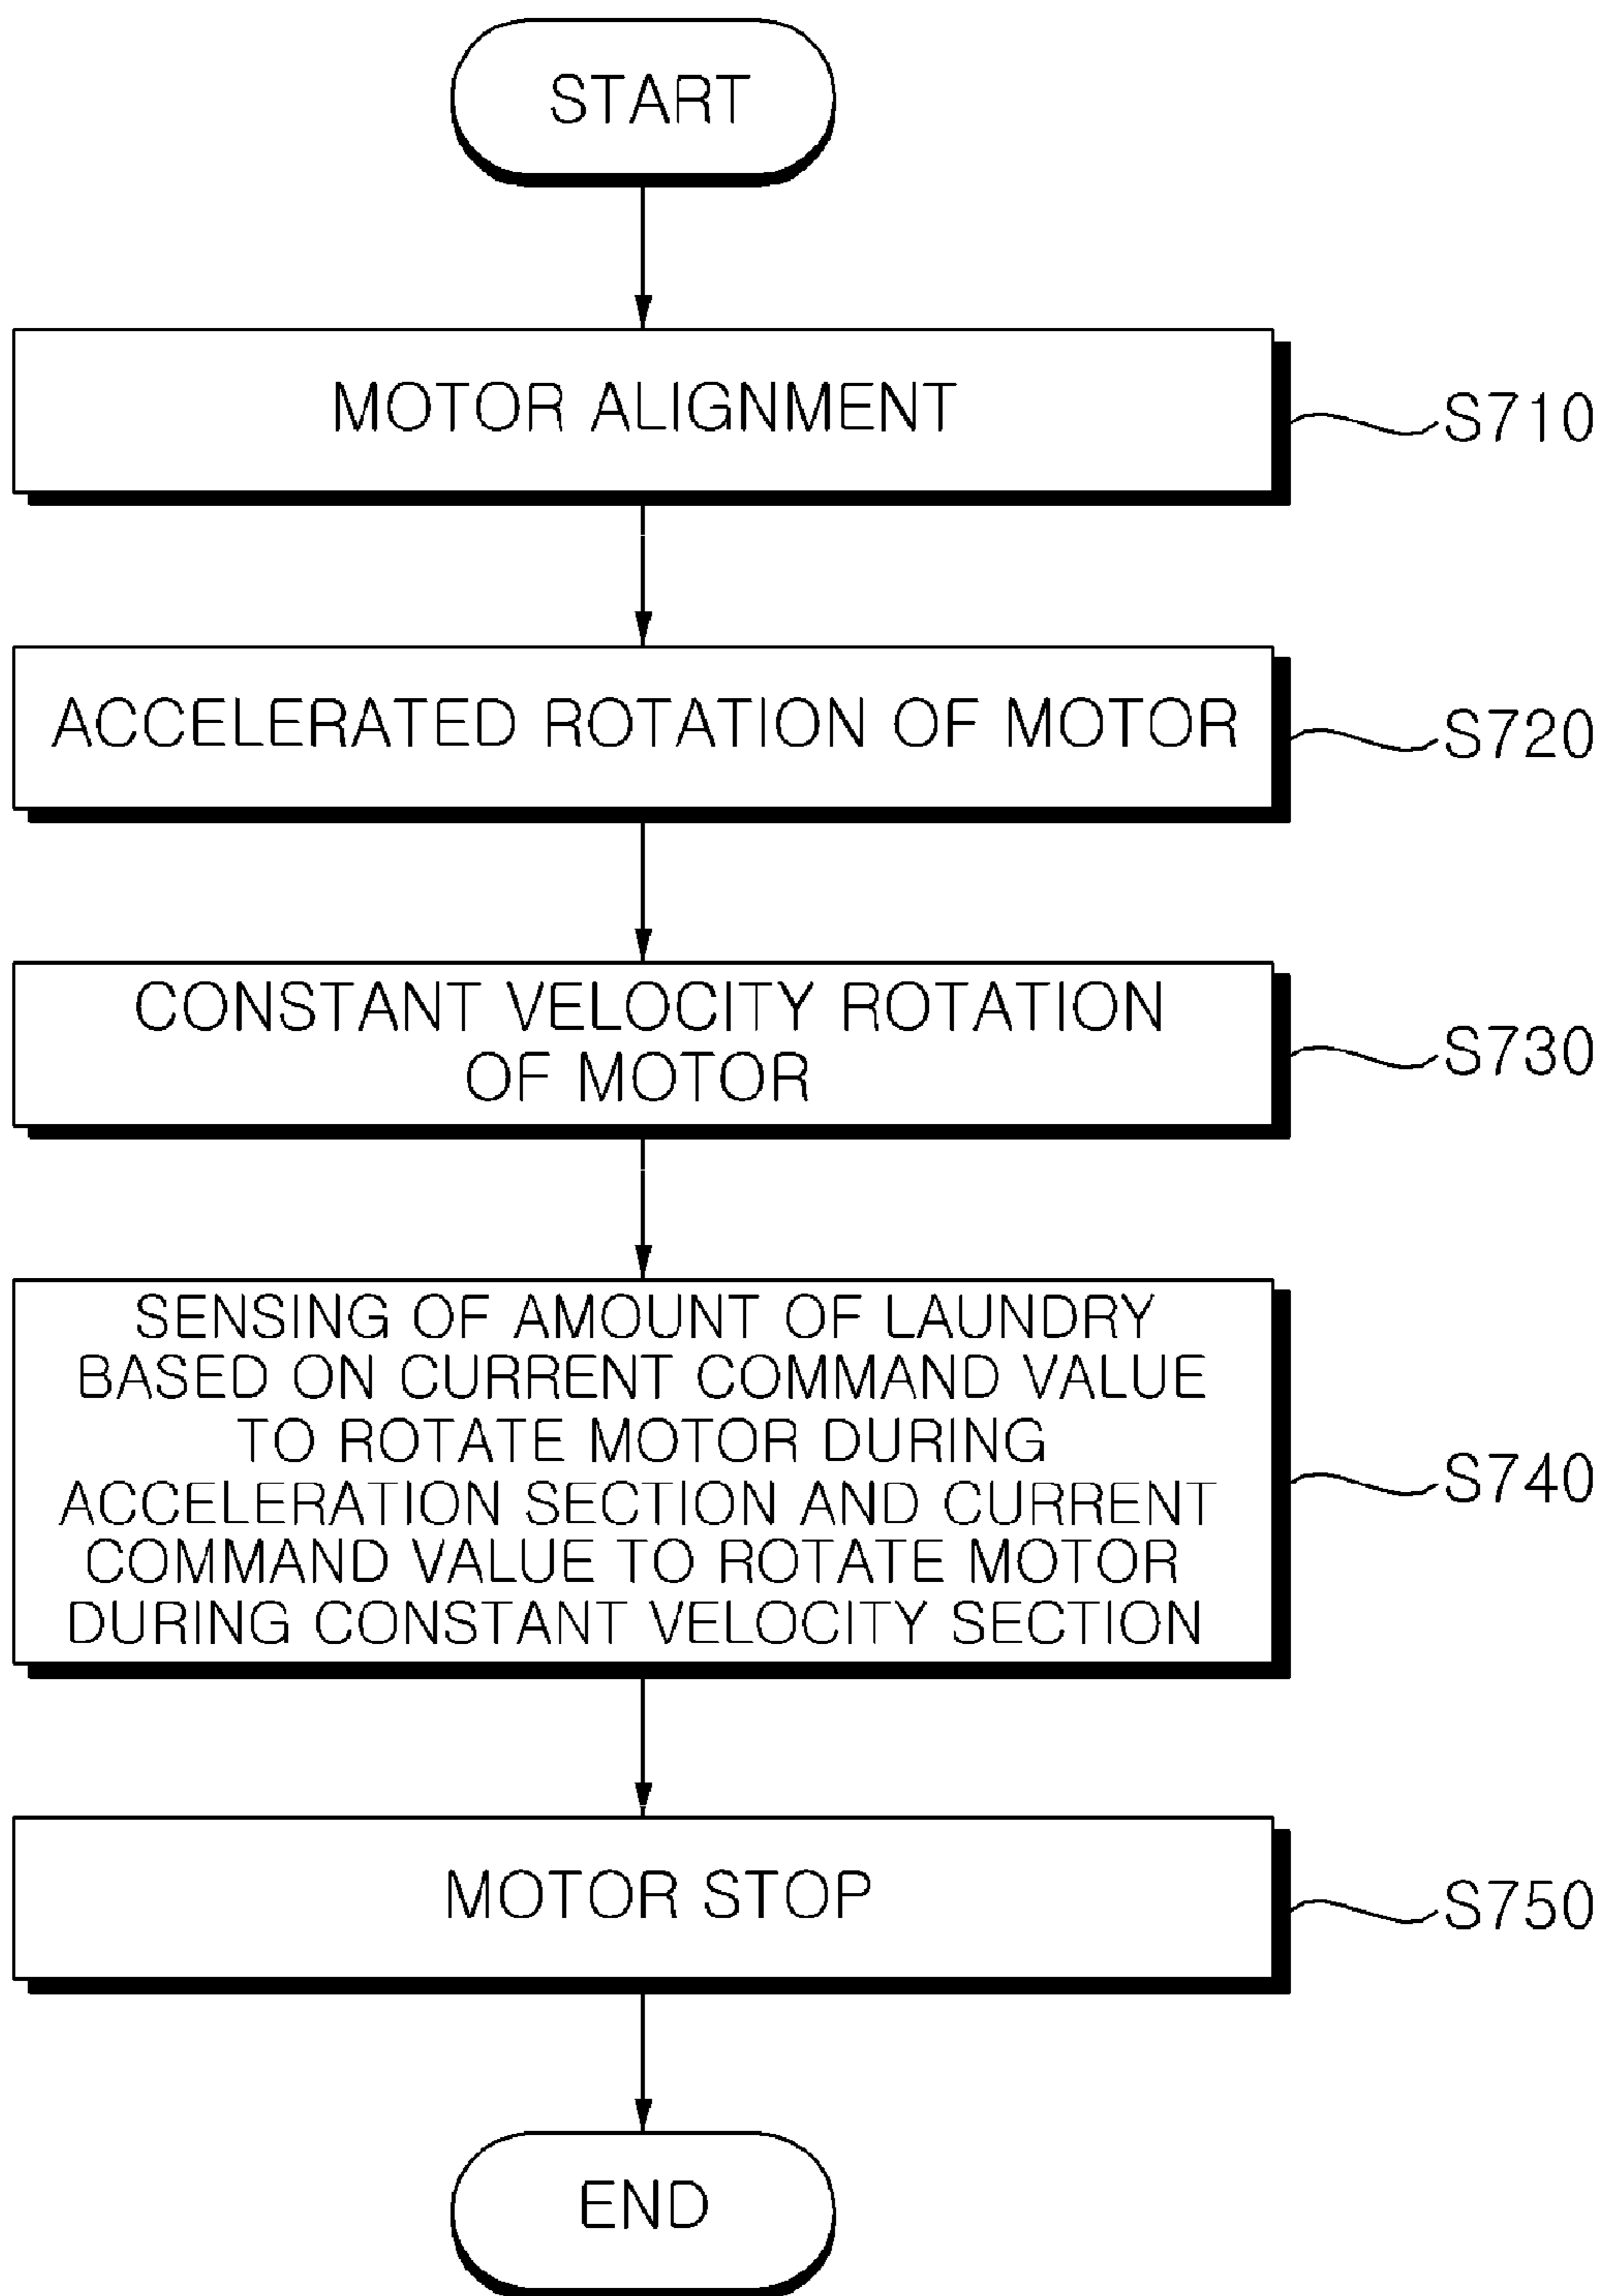 START
MOTOR ALIGNMENT
S710
ACCELERATED ROTATION OF MOTOR
S720
CONSTANT VELOCITY ROTATION
OF MOTOR
S730
SENSING OF AMOUNT OF LAUNDRY
BASED ON CURRENT COMMAND VALUE
TO ROTATE MOTOR DURING
ACCELERATION SECTION AND CURRENT
COMMAND VALUE TO ROTATE MOTOR
DURING CONSTANT VELOCITY SECTION
S740
MOTOR STOP
S750
END